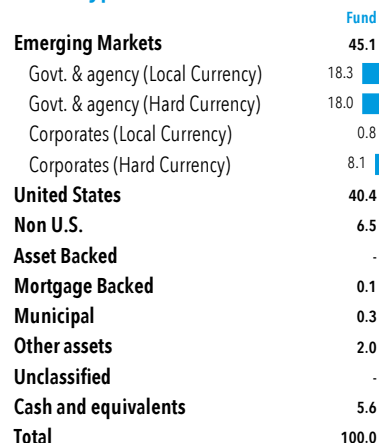 Fund
Emerging Markets 45.1
Govt. & agency (Local Currency) 18.3
Govt. & agency (Hard Currency) 18.0
Corporates (Local Currency) 0.8
Corporates (Hard Currency) 8.1
United States 40.4
Non U.S. 6.5
Asset Backed -
Mortgage Backed 0.1
Municipal 0.3
Other assets 2.0
Unclassified -
Cash and equivalents 5.6
Total 100.0